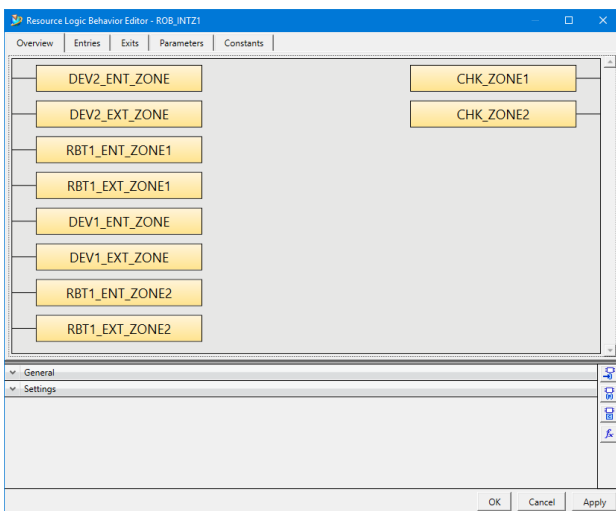 Resource Logic Behavior Editor - ROB_INTZ1
Overview Entries Exits Parameters Constants
DEV2_ENT_ZONE CHK_ZONE1
DEV2_EXT_ZONE CHK_ZONE2
RBT1_ENT_ZONE1
RBT1_EXT_ZONE1
DEV1_ENT_ZONE
DEV1_EXT_ZONE
RBT1_ENT_ZONE2
RBT1_EXT_ZONE2
General
Settings
fx
OK Cancel Apply